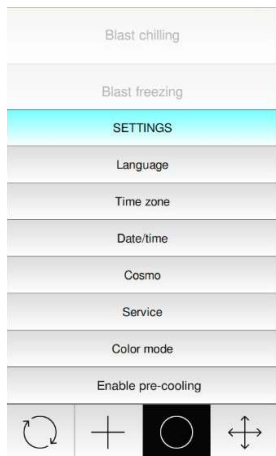 Blast chilling
Blast freezing
SETTINGS
Language
Time zone
Date/time
Cosmo
Service
Color mode
Enable pre-cooling